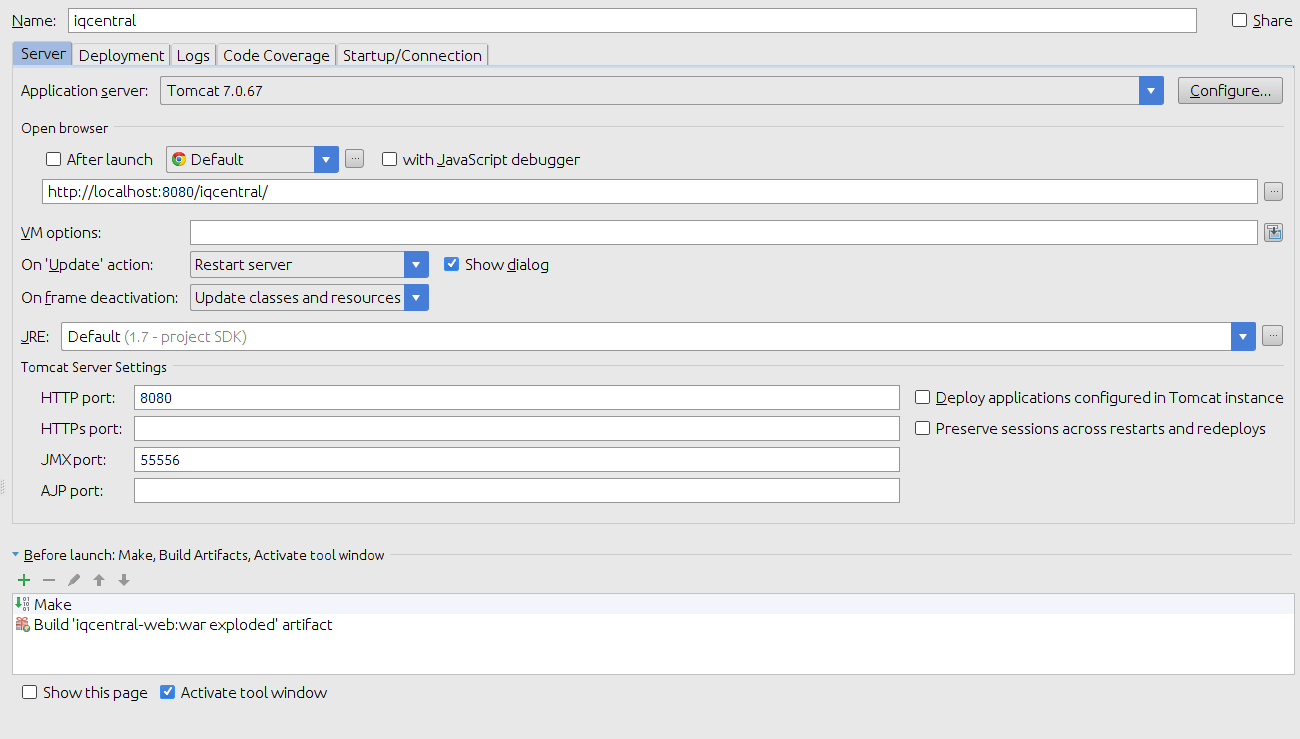 Name: iqcentral Share
Server Deployment Logs Code Coverage Startup/Connection
Application server: Tomcat 7.0.67 Configure...
Open browser
After launch Default ... with JavaScript debugger
http://localhost:8080/iqcentral/ ...
VM options:
On 'Update' action: Restart server Show dialog
On frame deactivation: Update classes and resources
JRE: Default (1.7 - project SDK) ...
Tomcat Server Settings
HTTP port: 8080 Deploy applications configured in Tomcat instance
HTTPs port: Preserve sessions across restarts and redeploys
JMX port: 55556
AJP port:
Before launch: Make, Build Artifacts, Activate tool window
Make
Build 'iqcentral-web:war exploded' artifact
Show this page Activate tool window